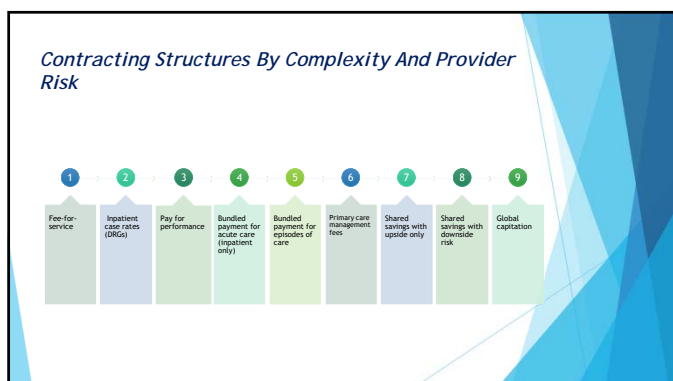 Contracting Structures By Complexity And Provider
Risk
1
2
3
4
5
6
7
8
9
Fee-for-
service
Inpatient
case rates
(DRGs)
Pay for
performance
Bundled
payment for
acute care
(inpatient
only)
Bundled
payment for
episodes of
care
Primary care
management
fees
Shared
savings with
upside only
Shared
savings with
downside
risk
Global
capitation